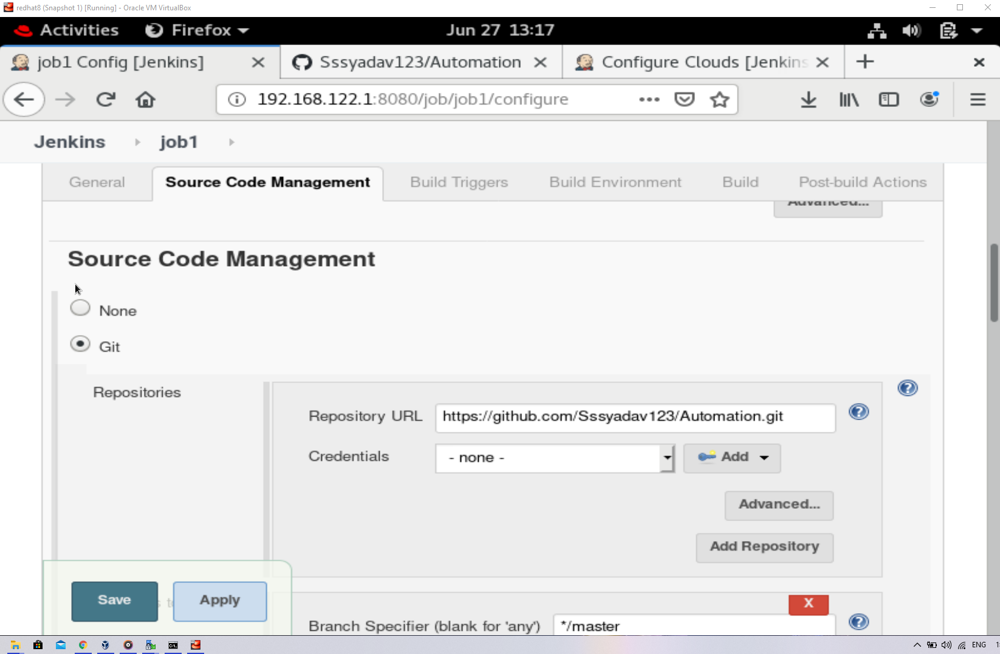 redhat8 (Snapshot 1) [Running] - Oracle VM VirtualBox
Activities Firefox Jun 27 13:17
job1 Config [Jenkins] Sssyadav123/Automation Configure Clouds [Jenkins
192.168.122.1:8080/job/job1/configure
Jenkins job1
General Source Code Management Build Triggers Build Environment Build Post-build Actions
Advanced...
Source Code Management
None
Git
Repositories
Repository URL https://github.com/Sssyadav123/Automation.git
Credentials - none - Add
Advanced...
Add Repository
Save Apply
X
Branch Specifier (blank for 'any') */master
ENG